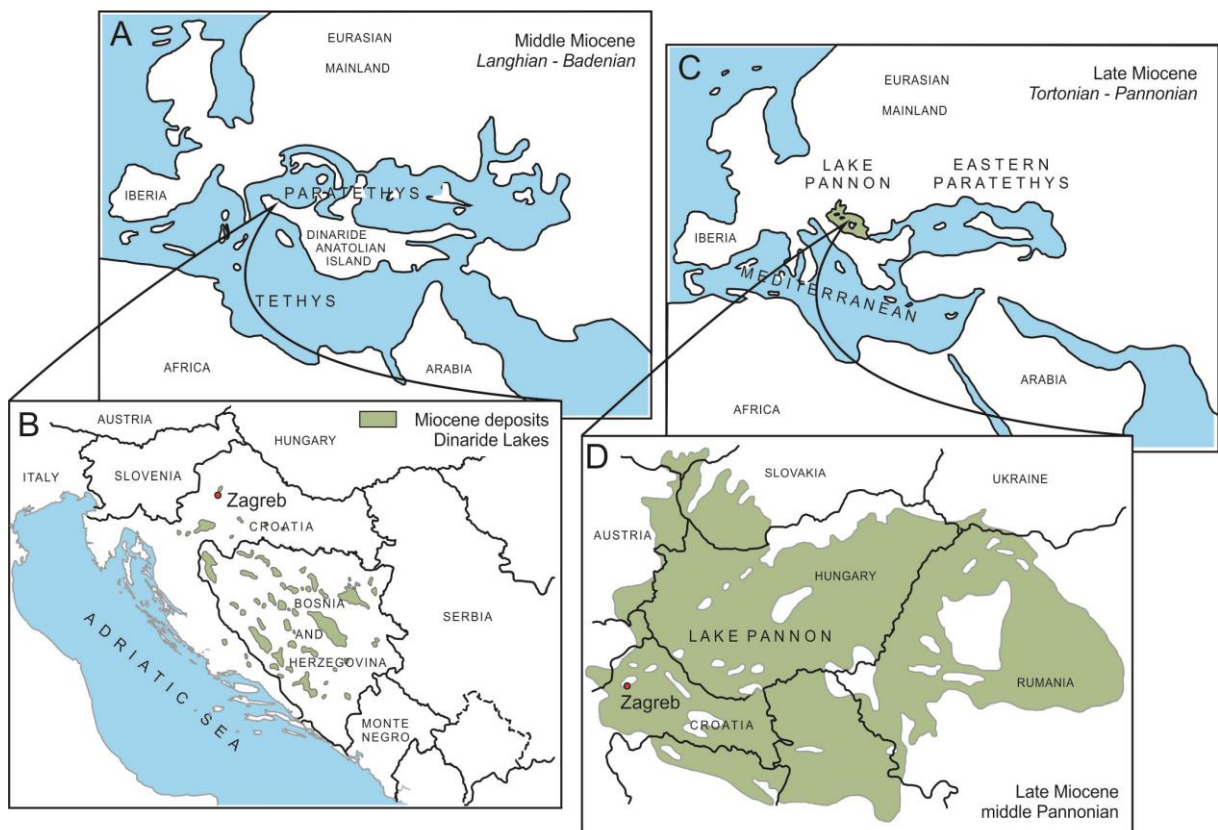 A
EURASIAN
MAINLAND
Middle Miocene
Langhian - Badenian
IBERIA
PARATETHYS
DINARIDE
ANATOLIAN
ISLAND
TETHYS
AFRICA
ARABIA
C
EURASIAN
MAINLAND
Late Miocene
Tortonian - Pannonian
LAKE
PANNON
EASTERN
PARATETHYS
IBERIA
MEDITERRANEAN
ARABIA
AFRICA
B
AUSTRIA
Miocene deposits
Dinaride Lakes
HUNGARY
ITALY
SLOVENIA
Zagreb
CROATIA
BOSNIA
AND
HERZEGOVINA
SERBIA
ADRIATIC SEA
MONTE
NEGRO
D
SLOVAKIA
UKRAINE
AUSTRIA
HUNGARY
LAKE PANNON
RUMANIA
Zagreb
CROATIA
Late Miocene
middle Pannonian